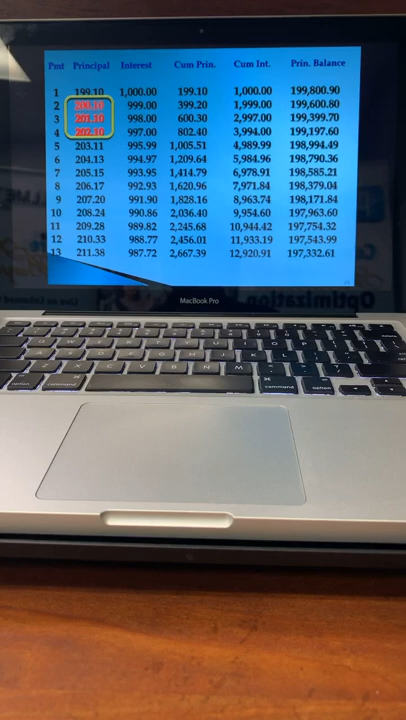 Pmt Principal Interest Cum Prin. Cum Int. Prin. Balance
1 199.10 1,000.00 199.10 1,000.00 199,800.90
2 200.10 999.00 399.20 1,999.00 199,600.80
3 201.10 998.00 600.30 2,997.00 199,399.70
4 202.10 997.00 802.40 3,994.00 199,197.60
5 203.11 995.99 1,005.51 4,989.99 198,994.49
6 204.13 994.97 1,209.64 5,984.96 198,790.36
7 205.15 993.95 1,414.79 6,978.91 198,585.21
8 206.17 992.93 1,620.96 7,971.84 198,379.04
9 207.20 991.90 1,828.16 8,963.74 198,171.84
10 208.24 990.86 2,036.40 9,954.60 197,963.60
11 209.28 989.82 2,245.68 10,944.42 197,754.32
12 210.33 988.77 2,456.01 11,933.19 197,543.99
13 211.38 987.72 2,667.39 12,920.91 197,332.61
Optimization
MacBook Pro
command option
option command